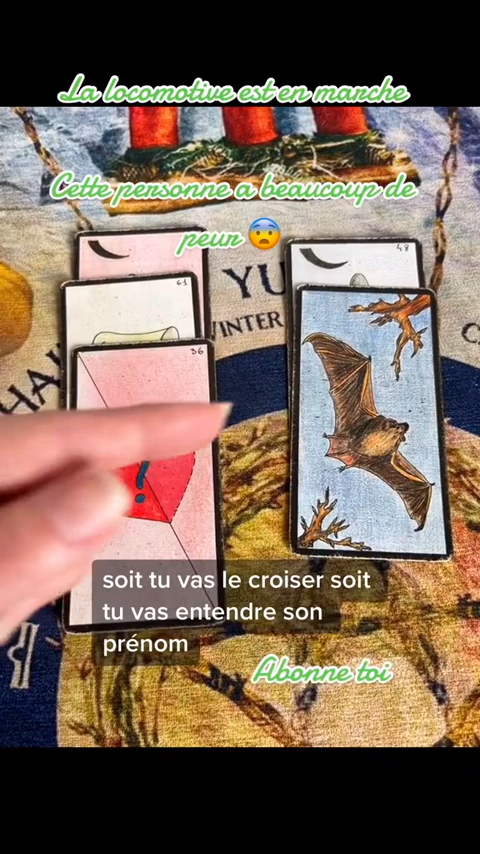 La locomotive est en marche
Cette personne a beaucoup de
peur 😨
48
61
36
YU
WINTER
HA
C
?
soit tu vas le croiser soit
tu vas entendre son
prénom
Abonne toi